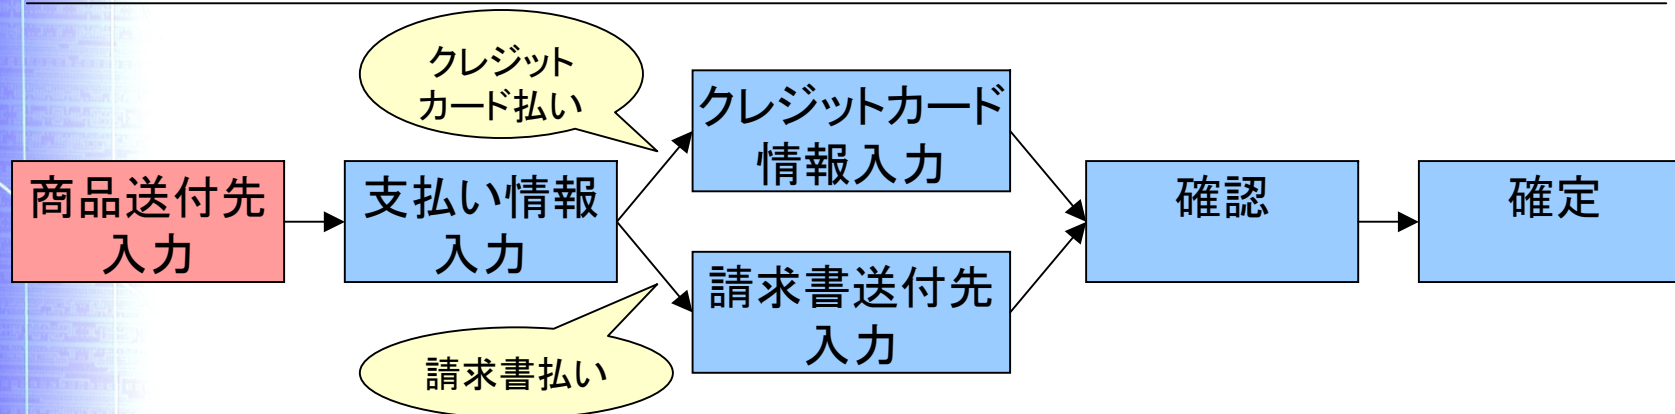 クレジット
カード払い
クレジットカード
情報入力
商品送付先
入力
支払い情報
入力
確認
確定
請求書送付先
入力
請求書払い